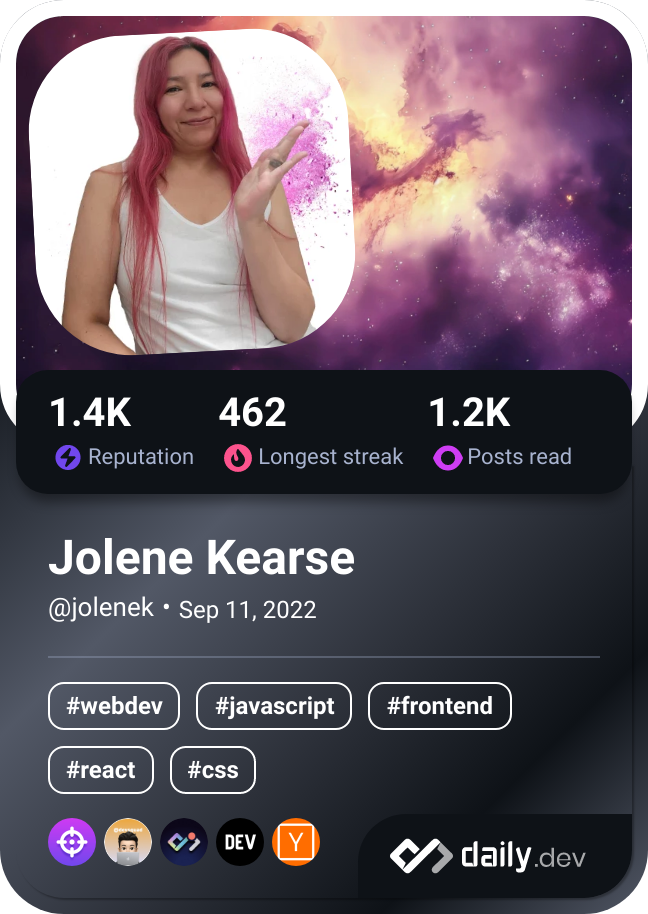 1.4K 462 1.2K
Reputation Longest streak Posts read
Jolene Kearse
@jolenek • Sep 11, 2022
#webdev #javascript #frontend
#react #css
DEV Y
daily.dev